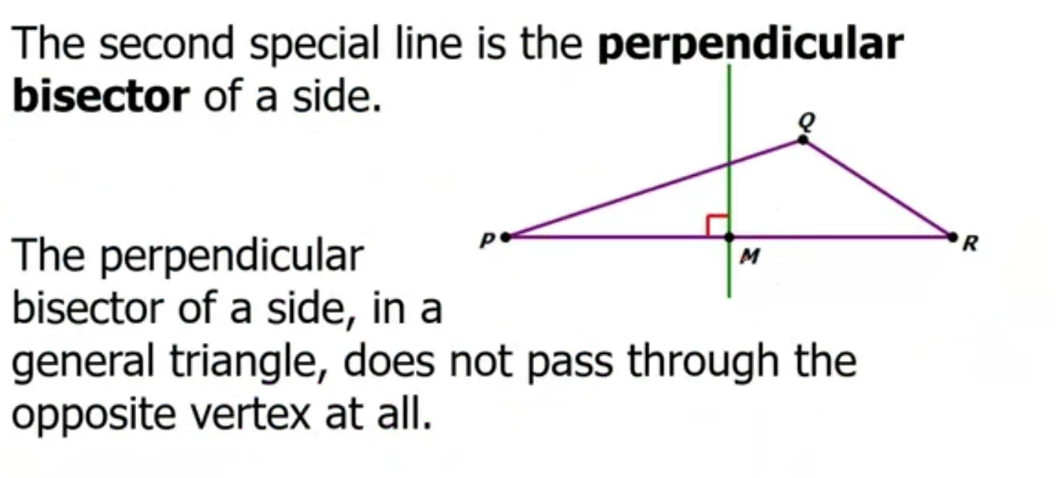 The second special line is the perpendicular
bisector of a side.
Q
P
M
R
The perpendicular
bisector of a side, in a
general triangle, does not pass through the
opposite vertex at all.